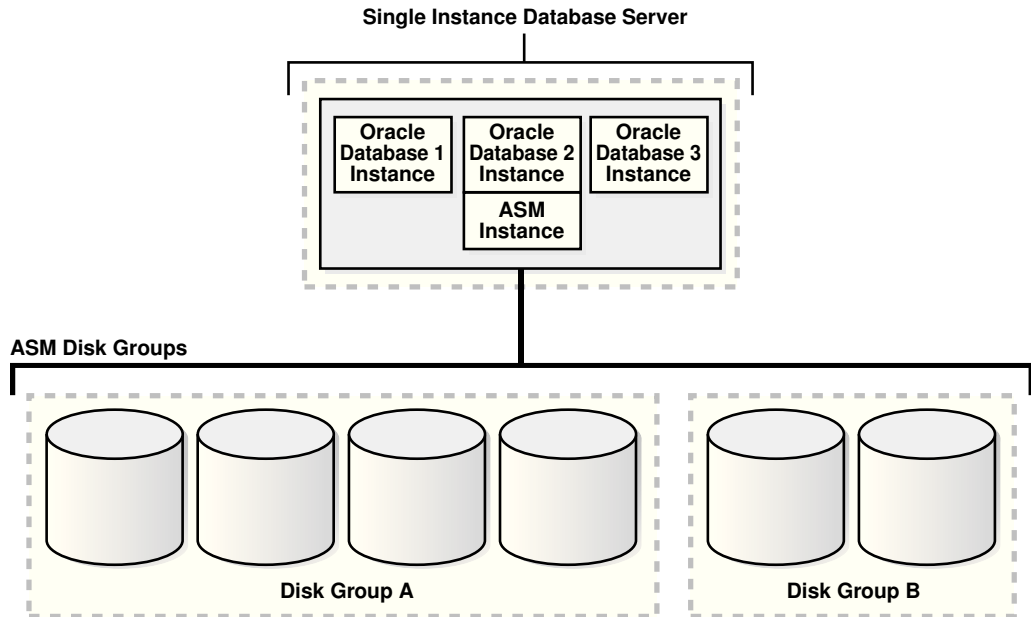 Single Instance Database Server
Oracle
Database 1
Instance
Oracle
Database 2
Instance
Oracle
Database 3
Instance
ASM
Instance
ASM Disk Groups
Disk Group A
Disk Group B